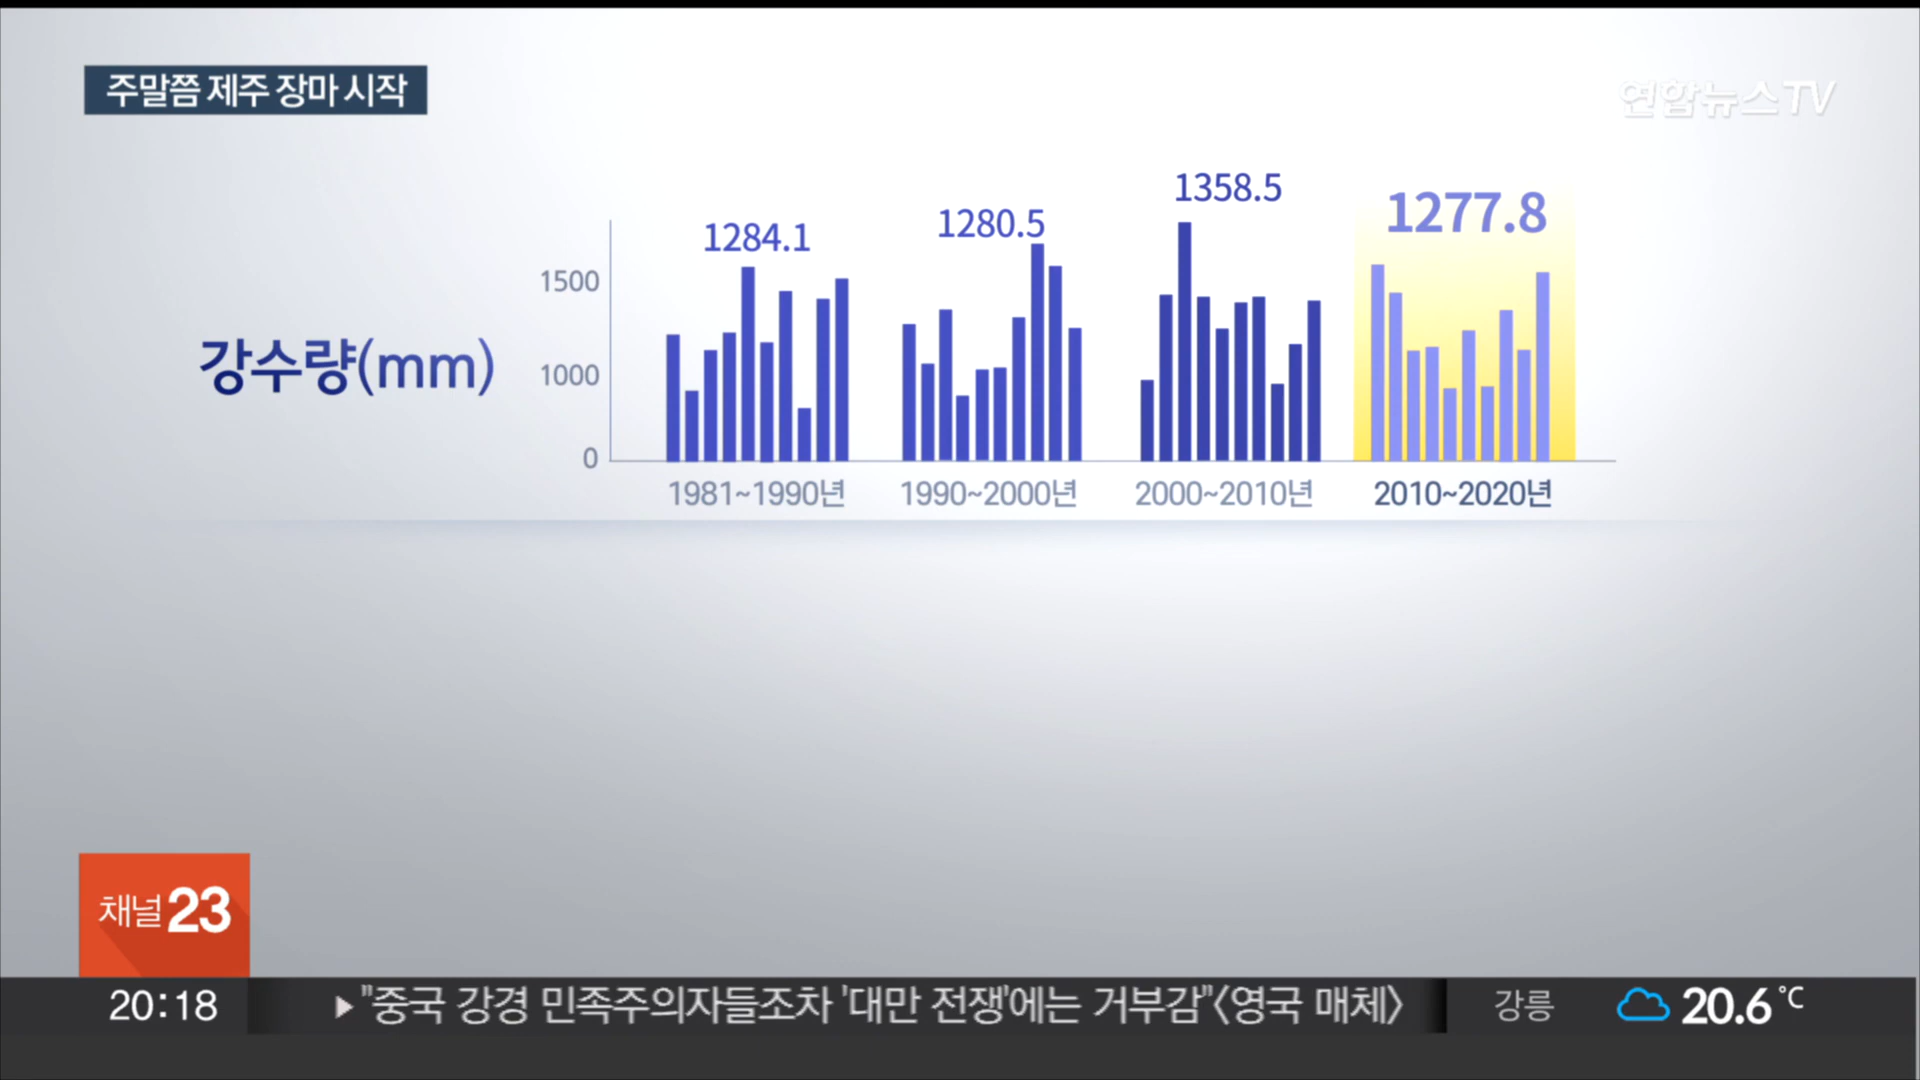 주말쯤 제주 장마 시작
연합뉴스TV
강수량(mm)
1500
1000
0
1284.1
1280.5
1358.5
1277.8
1981~1990년
1990~2000년
2000~2010년
2010~2020년
채널 23
20:18
▶"중국 강경 민족주의자들조차 '대만 전쟁'에는 거부감"〈영국 매체〉
강릉
20.6℃